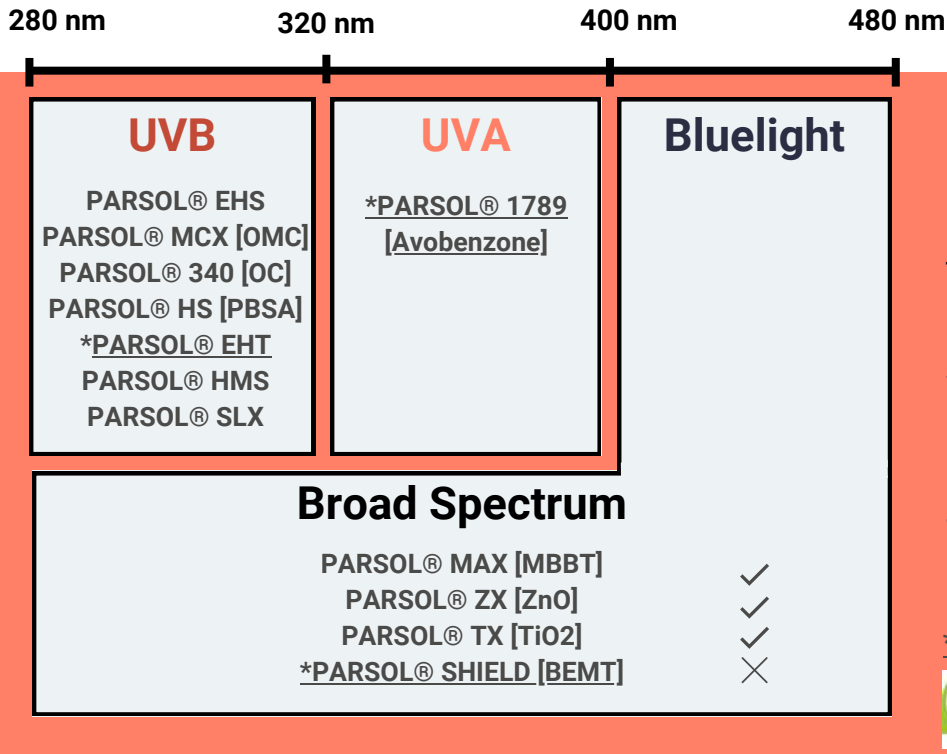 280 nm 320 nm 400 nm 480 nm
UVB
PARSOL® EHS
PARSOL® MCX [OMC]
PARSOL® 340 [OC]
PARSOL® HS [PBSA]
*PARSOL® EHT
PARSOL® HMS
PARSOL® SLX
UVA
*PARSOL® 1789
[Avobenzone]
Bluelight
Broad Spectrum
PARSOL® MAX [MBBT] ✓
PARSOL® ZX [ZnO] ✓
PARSOL® TX [TiO2] ✓
*PARSOL® SHIELD [BEMT] ×